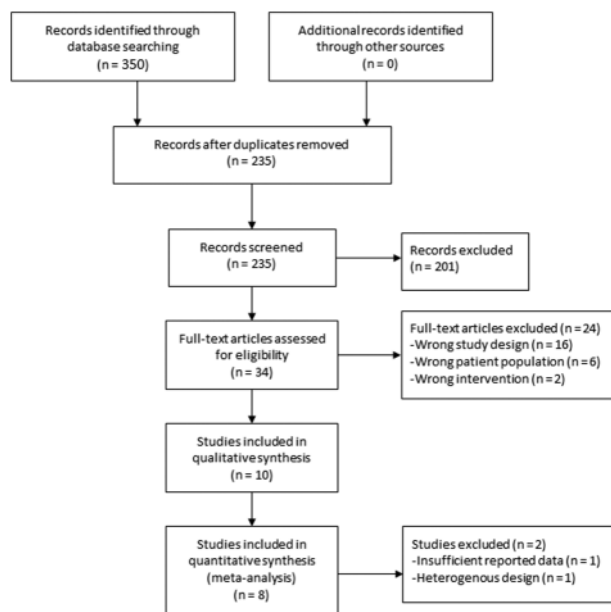 Records identified through
database searching
(n = 350)
Additional records identified
through other sources
(n = 0)
Records after duplicates removed
(n = 235)
Records screened
(n = 235)
Records excluded
(n = 201)
Full-text articles assessed
for eligibility
(n = 34)
Full-text articles excluded (n = 24)
-Wrong study design (n = 16)
-Wrong patient population (n = 6)
-Wrong intervention (n = 2)
Studies included in
qualitative synthesis
(n = 10)
Studies included in
quantitative synthesis
(meta-analysis)
(n = 8)
Studies excluded (n = 2)
-Insufficient reported data (n = 1)
-Heterogenous design (n = 1)